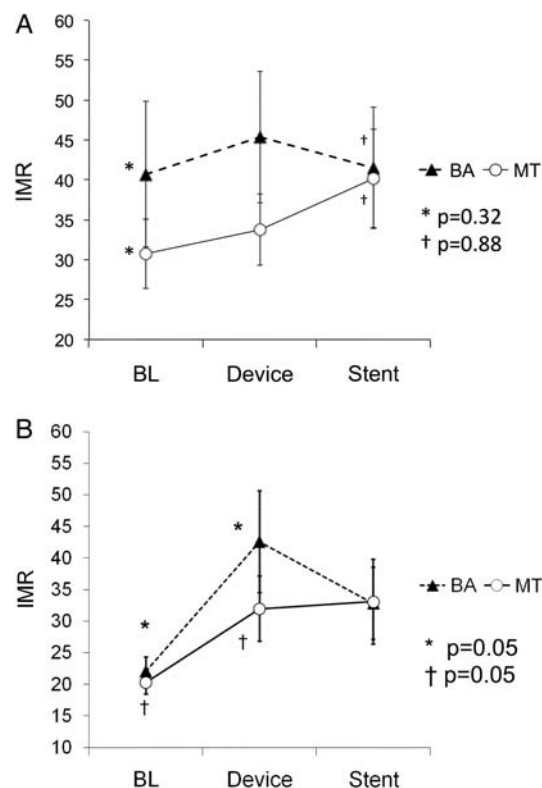 A
60
55
50
45
40
35
30
25
20
IMR
* †
* †
BL Device Stent
BA MT
* p=0.32
† p=0.88
B
60
55
50
45
40
35
30
25
20
15
10
IMR
* *
† †
BL Device Stent
BA MT
* p=0.05
† p=0.05